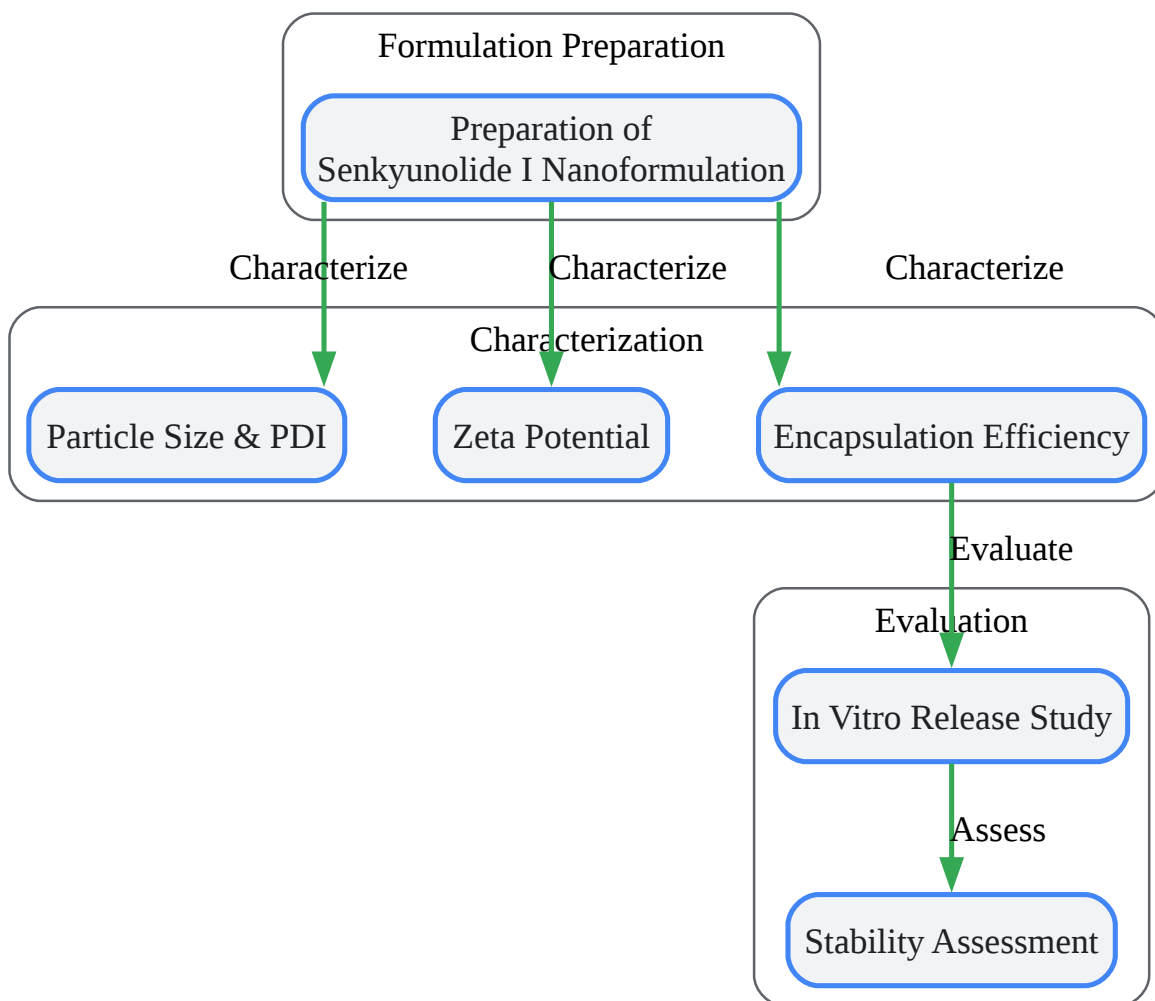 Formulation Preparation
Preparation of
Senkyunolide I Nanoformulation
Characterize
Characterize
Characterize
Characterization
Particle Size & PDI
Zeta Potential
Encapsulation Efficiency
Evaluate
Evaluation
In Vitro Release Study
Assess
Stability Assessment